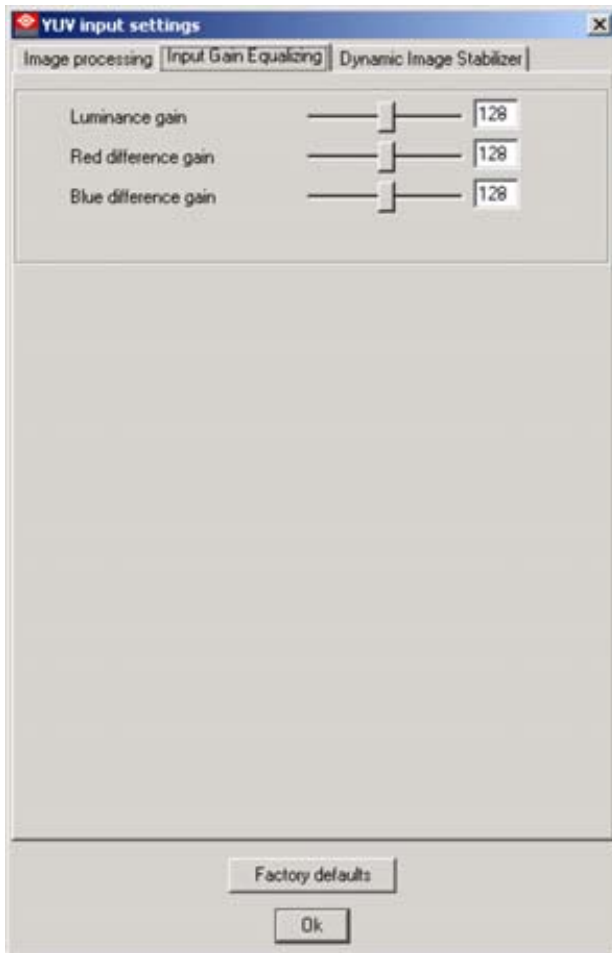 YUV input settings
Image processing Input Gain Equalizing Dynamic Image Stabilizer
Luminance gain 128
Red difference gain 128
Blue difference gain 128
Factory defaults
Ok